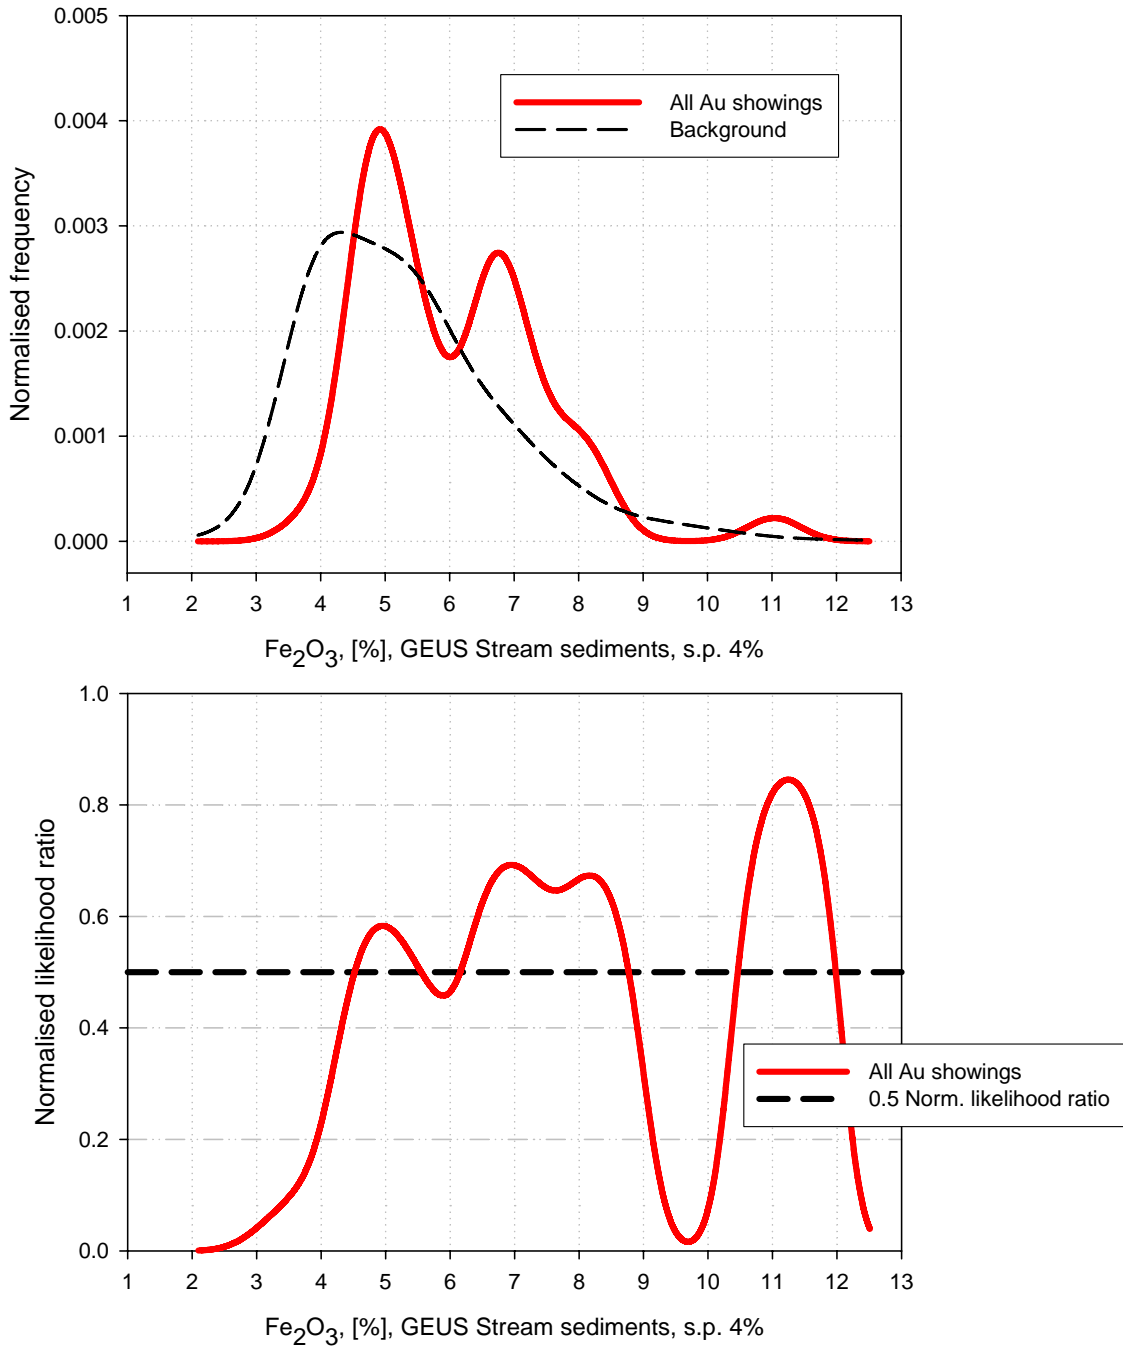 0.005
0.004
0.003
0.002
0.001
0.000
Normalised frequency
All Au showings
Background
1 2 3 4 5 6 7 8 9 10 11 12 13
Fe2O3, [%], GEUS Stream sediments, s.p. 4%
1.0
0.8
0.6
0.4
0.2
0.0
Normalised likelihood ratio
All Au showings
0.5 Norm. likelihood ratio
1 2 3 4 5 6 7 8 9 10 11 12 13
Fe2O3, [%], GEUS Stream sediments, s.p. 4%